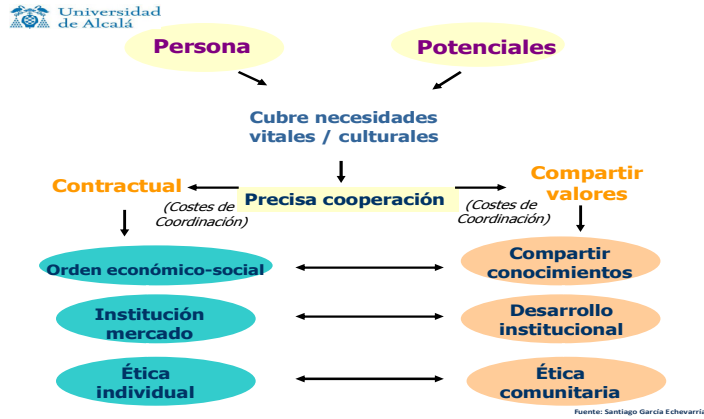 Universidad
de Alcalá
Persona
Potenciales
Cubre necesidades
vitales / culturales
Contractual
Precisa cooperación
Compartir
valores
(Costes de
Coordinación)
(Costes de
Coordinación)
Orden económico-social
Compartir
conocimientos
Institución
mercado
Desarrollo
institucional
Ética
individual
Ética
comunitaria
Fuente: Santiago García Echevarría